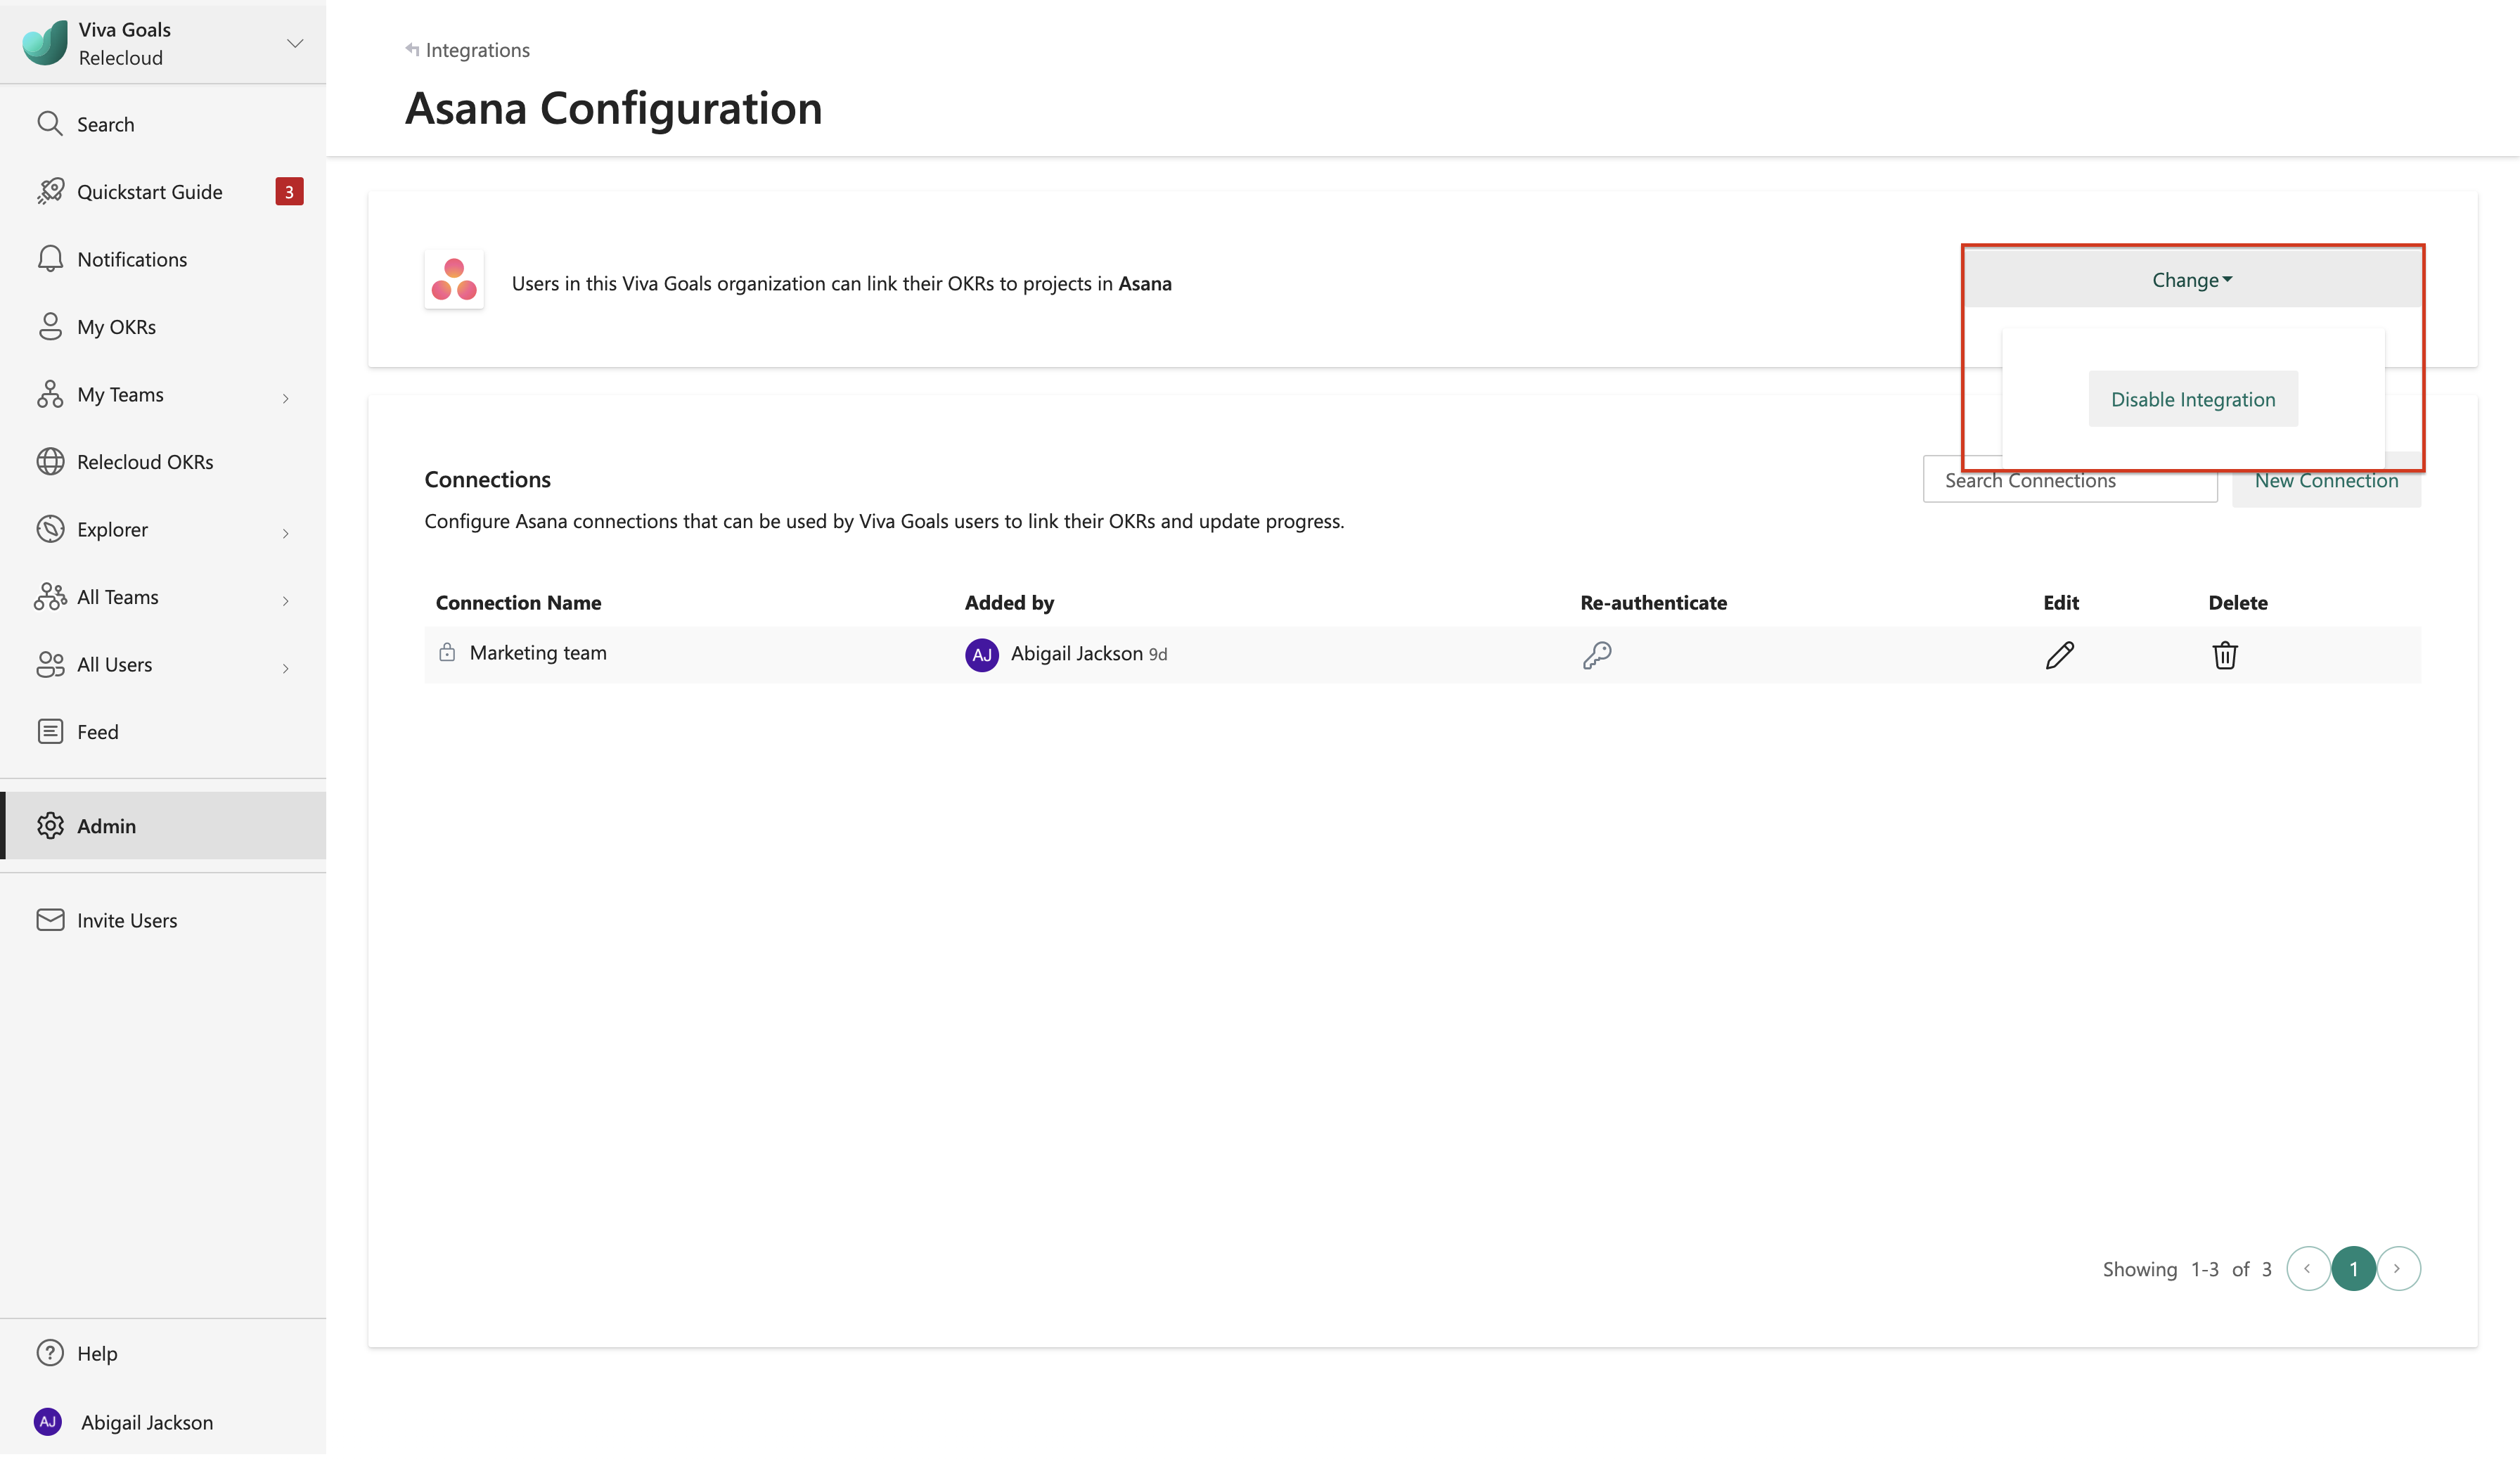 Viva Goals
Relecloud
Search
Quickstart Guide 3
Notifications
My OKRs
My Teams
Relecloud OKRs
Explorer
All Teams
All Users
Feed
Admin
Invite Users
Help
AJ Abigail Jackson
Integrations
Asana Configuration
Users in this Viva Goals organization can link their OKRs to projects in Asana
Change
Disable Integration
Connections
Search Connections
New Connection
Configure Asana connections that can be used by Viva Goals users to link their OKRs and update progress.
Connection Name Added by Re-authenticate Edit Delete
Marketing team AJ Abigail Jackson 9d
Showing 1-3 of 3 1